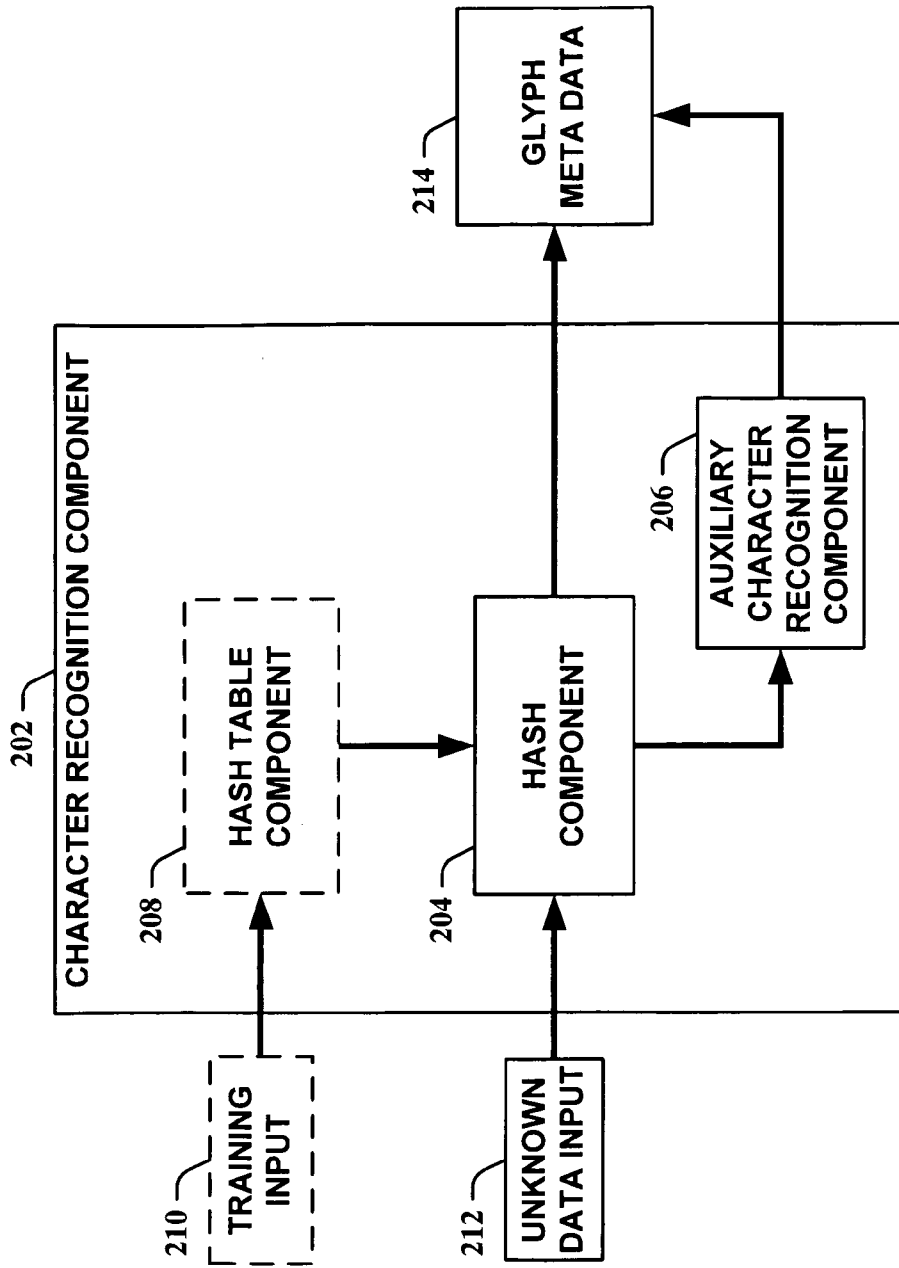 202
CHARACTER RECOGNITION COMPONENT
210
TRAINING
INPUT
208
HASH TABLE
COMPONENT
212
UNKNOWN
DATA INPUT
204
HASH
COMPONENT
214
GLYPH
META DATA
206
AUXILIARY
CHARACTER
RECOGNITION
COMPONENT